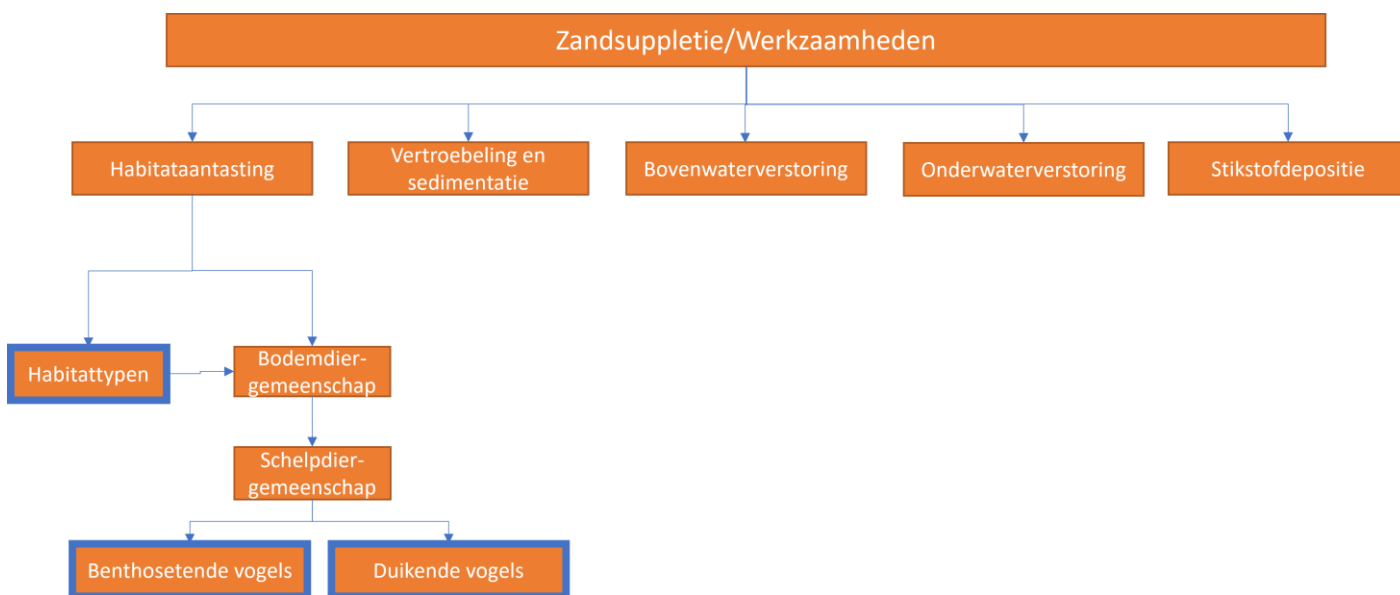 Zandsuppletie/Werkzaamheden
Habitataantasting
Vertroebeling en
sedimentatie
Bovenwaterverstoring
Onderwaterverstoring
Stikstofdepositie
Habitattypen
Bodemdier-
gemeenschap
Schelpdier-
gemeenschap
Benthosetende vogels
Duikende vogels